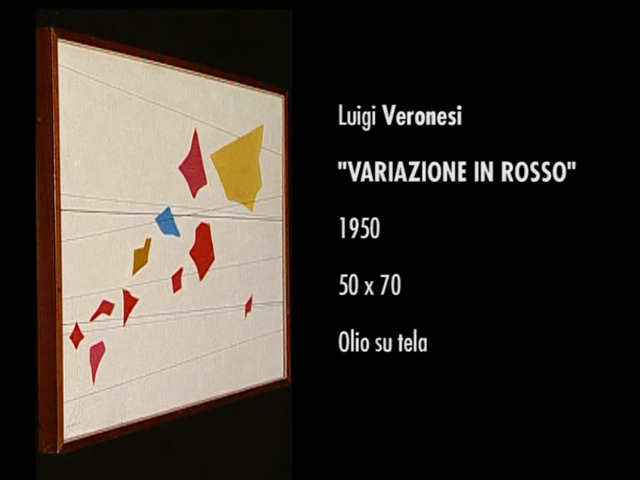 Luigi Veronesi
"VARIAZIONE IN ROSSO"
1950
50 x 70
Olio su tela